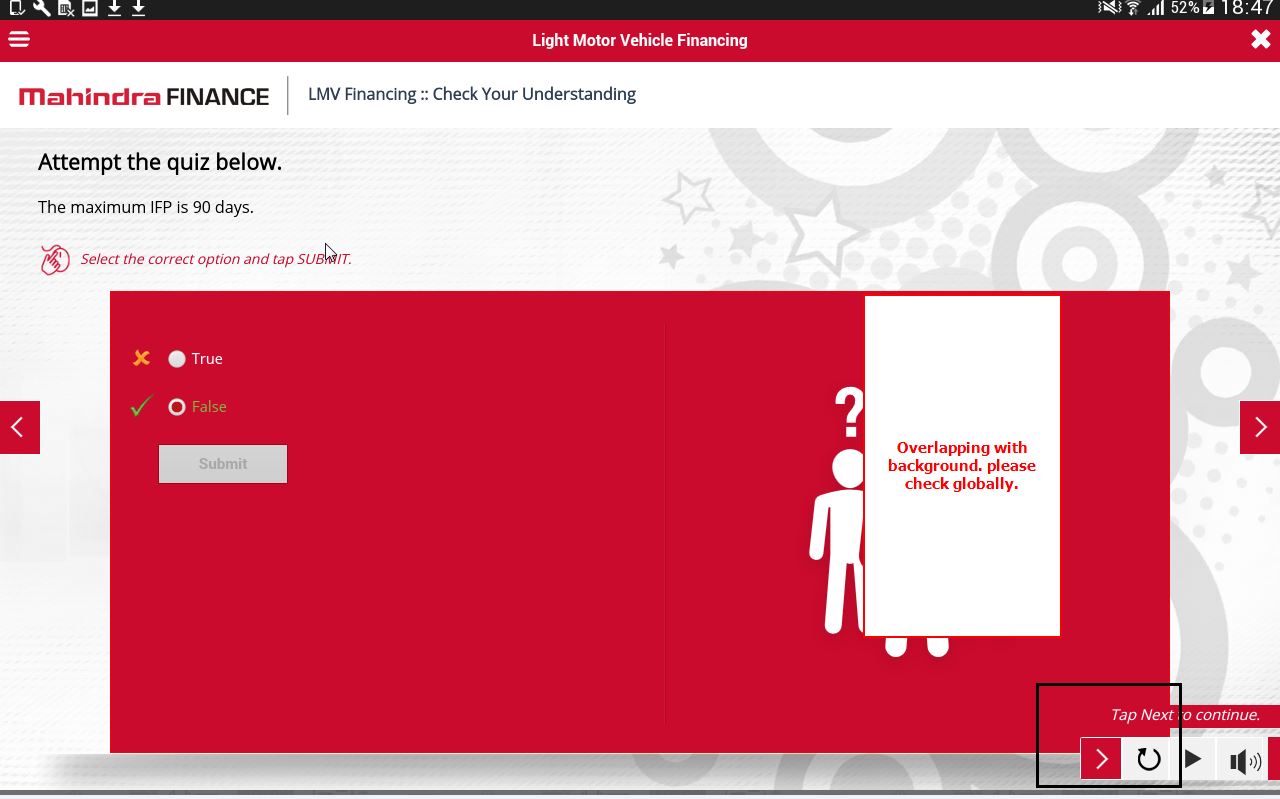 52% 18:47
Light Motor Vehicle Financing
Mahindra FINANCE
LMV Financing :: Check Your Understanding
Attempt the quiz below.
The maximum IFP is 90 days.
Select the correct option and tap SUBMIT.
True
False
Submit
?
Overlapping with
background. please
check globally.
Tap Next to continue.